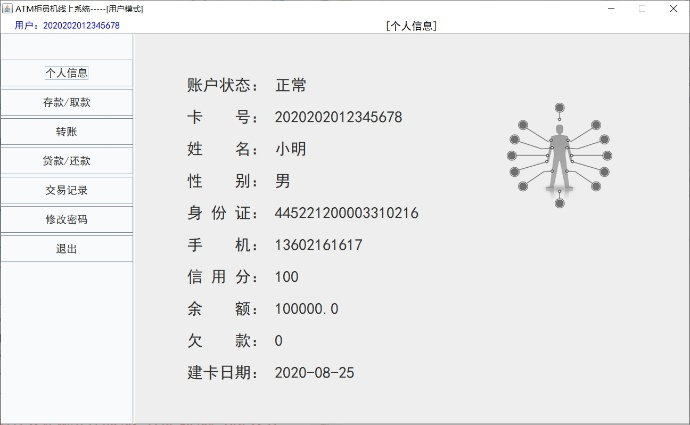 ATM柜员机线上系统-----[用户模式]
用户：2020202012345678
[个人信息]
个人信息
存款/取款
转账
贷款/还款
交易记录
修改密码
退出
账户状态： 正常
卡 号： 2020202012345678
姓 名： 小明
性 别： 男
身 份 证： 445221200003310216
手 机： 13602161617
信 用 分： 100
余 额： 100000.0
欠 款： 0
建卡日期： 2020-08-25